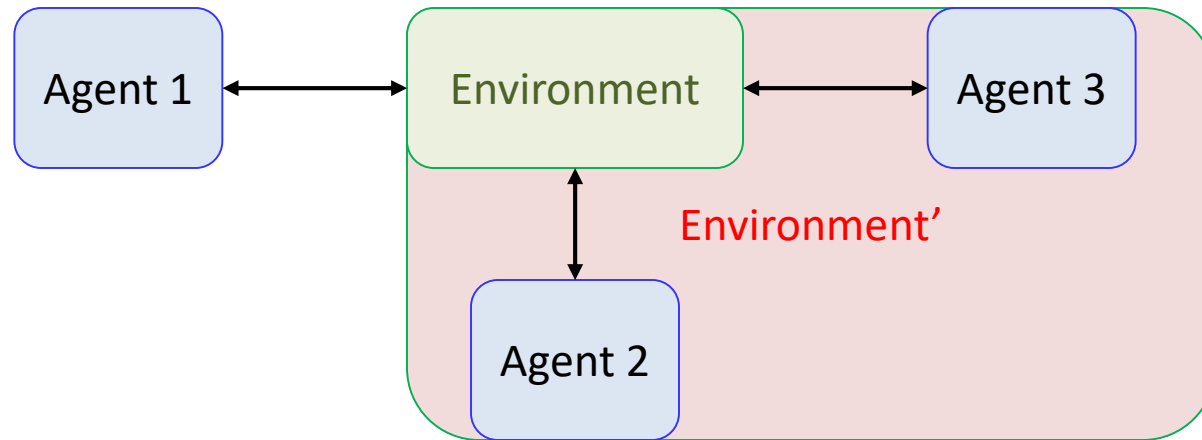 Agent 1
Environment
Agent 3
Environment’
Agent 2